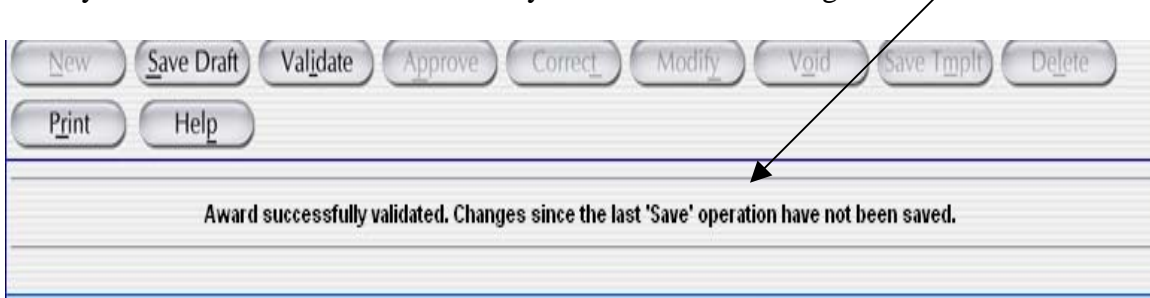 New Save Draft Validate Approve Correct Modify Void Save Tmplt Delete
Print Help
Award successfully validated. Changes since the last 'Save' operation have not been saved.